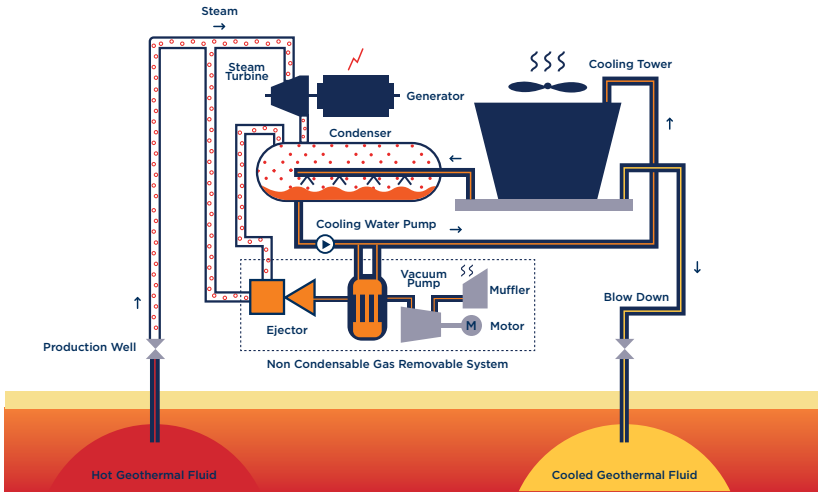 Steam
→
Steam
Turbine
Cooling Tower
Generator
Condenser
←
↑
Cooling Water Pump
→
Vacuum
Pump
Muffler
↓
Blow Down
↑
Ejector
M
Motor
Production Well
Non Condensable Gas Removable System
Hot Geothermal Fluid
Cooled Geothermal Fluid